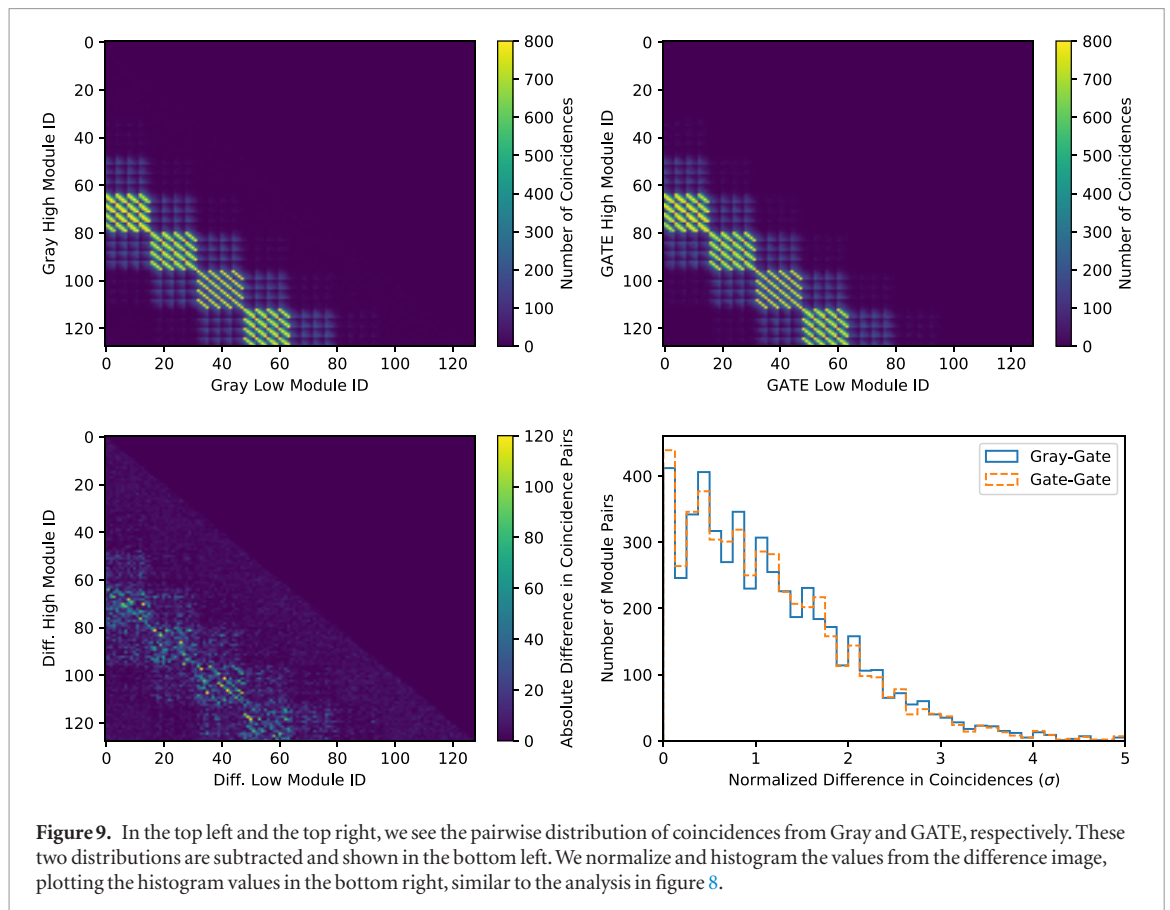 0
20
40
60
80
100
120
Gray High Module ID
0 20 40 60 80 100 120
Gray Low Module ID
800
700
600
500
400
300
200
100
0
Number of Coincidences
0
20
40
60
80
100
120
GATE High Module ID
0 20 40 60 80 100 120
GATE Low Module ID
800
700
600
500
400
300
200
100
0
Number of Coincidences
0
20
40
60
80
100
120
Diff. High Module ID
0 20 40 60 80 100 120
Diff. Low Module ID
120
100
80
60
40
20
0
Absolute Difference in Coincidence Pairs
400
300
200
100
0
Number of Module Pairs
Gray-Gate
Gate-Gate
0 1 2 3 4 5
Normalized Difference in Coincidences (σ)
Figure 9. In the top left and the top right, we see the pairwise distribution of coincidences from Gray and GATE, respectively. These
two distributions are subtracted and shown in the bottom left. We normalize and histogram the values from the difference image,
plotting the histogram values in the bottom right, similar to the analysis in figure 8.